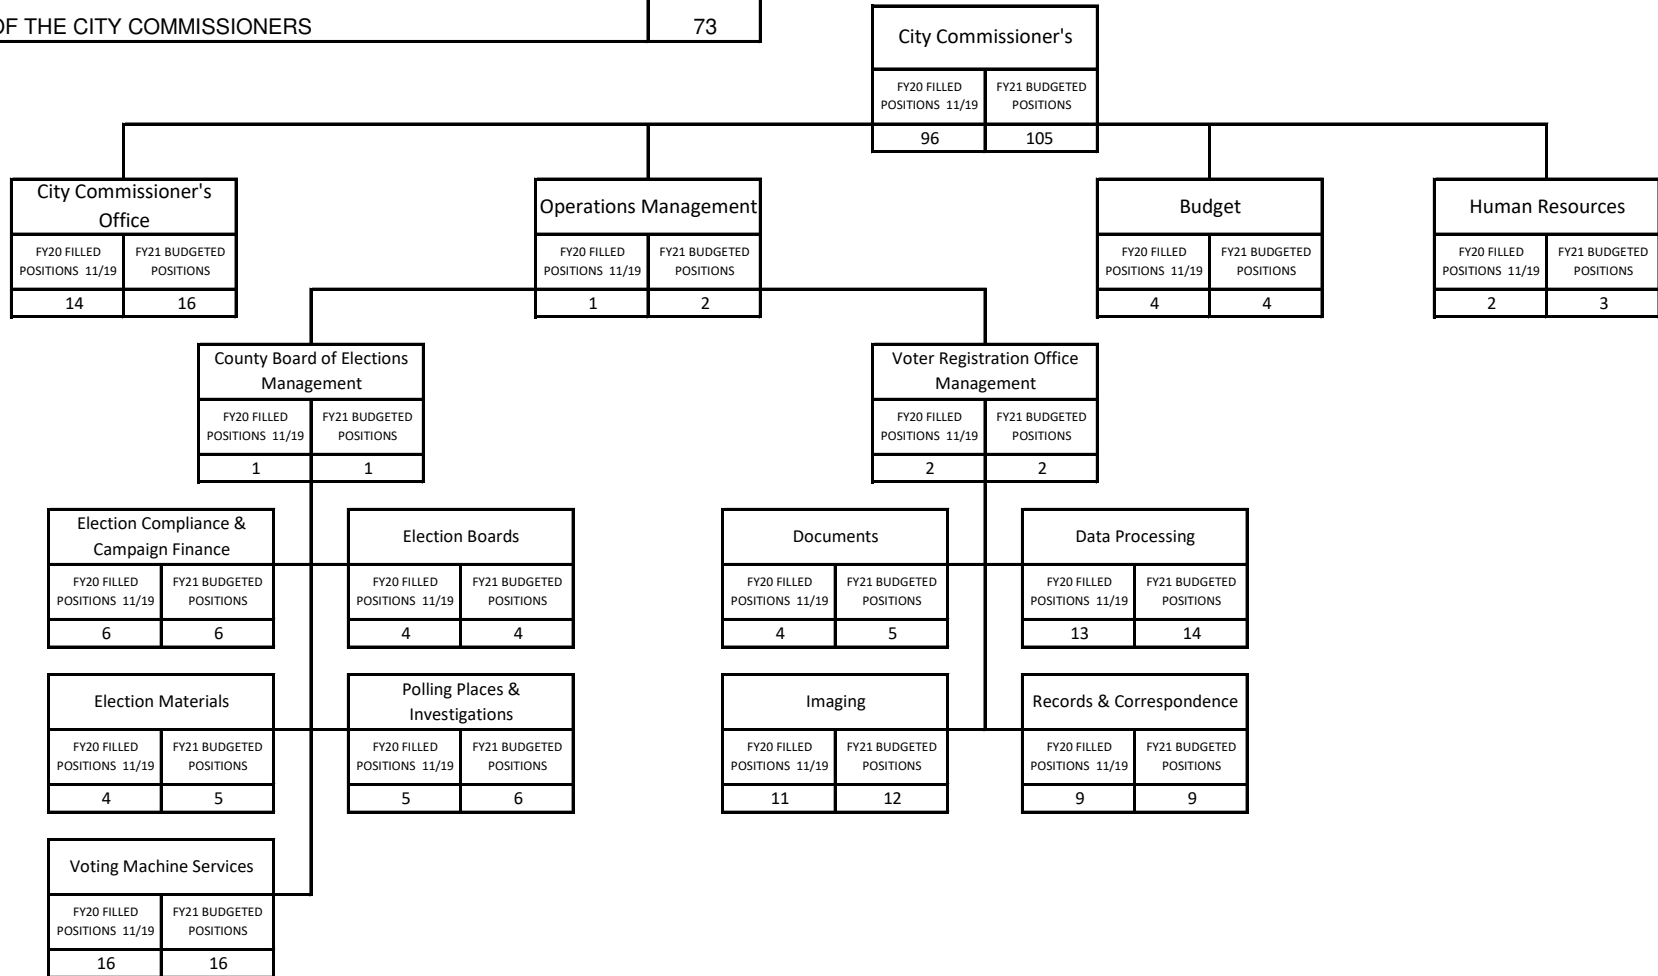 OF THE CITY COMMISSIONERS 73
City Commissioner's
FY20 FILLED POSITIONS 11/19 FY21 BUDGETED POSITIONS
96 105
City Commissioner's
Office
FY20 FILLED POSITIONS 11/19 FY21 BUDGETED POSITIONS
14 16
Operations Management
FY20 FILLED POSITIONS 11/19 FY21 BUDGETED POSITIONS
1 2
Budget
FY20 FILLED POSITIONS 11/19 FY21 BUDGETED POSITIONS
4 4
Human Resources
FY20 FILLED POSITIONS 11/19 FY21 BUDGETED POSITIONS
2 3
County Board of Elections
Management
FY20 FILLED POSITIONS 11/19 FY21 BUDGETED POSITIONS
1 1
Voter Registration Office
Management
FY20 FILLED POSITIONS 11/19 FY21 BUDGETED POSITIONS
2 2
Election Compliance &
Campaign Finance
FY20 FILLED POSITIONS 11/19 FY21 BUDGETED POSITIONS
6 6
Election Boards
FY20 FILLED POSITIONS 11/19 FY21 BUDGETED POSITIONS
4 4
Documents
FY20 FILLED POSITIONS 11/19 FY21 BUDGETED POSITIONS
4 5
Data Processing
FY20 FILLED POSITIONS 11/19 FY21 BUDGETED POSITIONS
13 14
Election Materials
FY20 FILLED POSITIONS 11/19 FY21 BUDGETED POSITIONS
4 5
Polling Places &
Investigations
FY20 FILLED POSITIONS 11/19 FY21 BUDGETED POSITIONS
5 6
Imaging
FY20 FILLED POSITIONS 11/19 FY21 BUDGETED POSITIONS
11 12
Records & Correspondence
FY20 FILLED POSITIONS 11/19 FY21 BUDGETED POSITIONS
9 9
Voting Machine Services
FY20 FILLED POSITIONS 11/19 FY21 BUDGETED POSITIONS
16 16